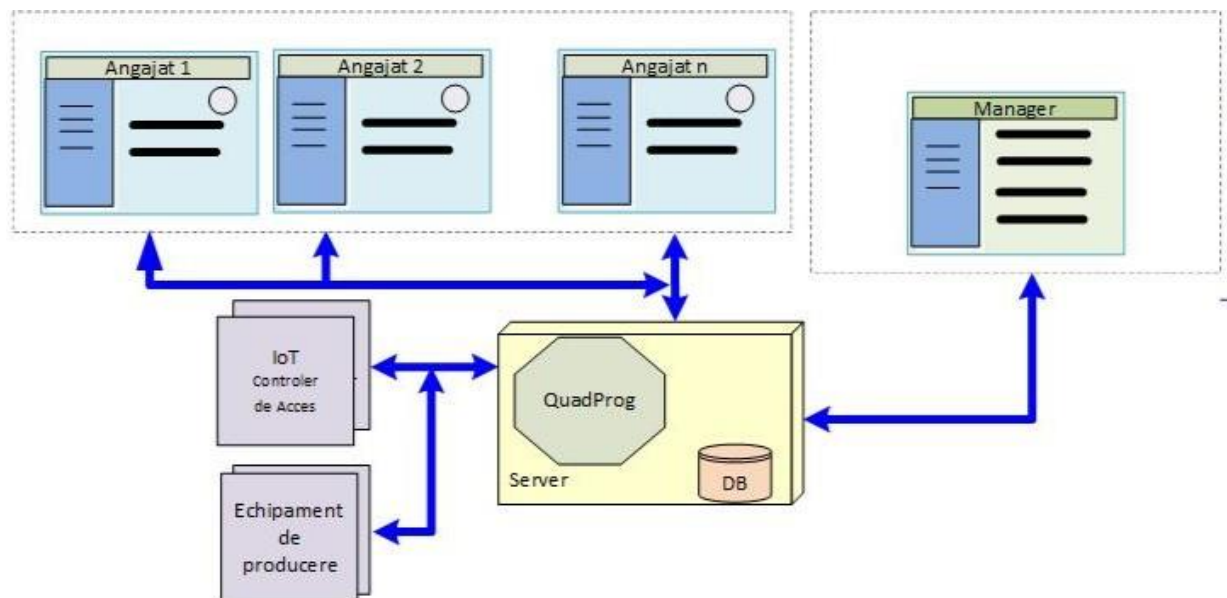 Angajat 1
Angajat 2
Angajat n
Manager
IoT
Controler
de Acces
QuadProg
Server
DB
Echipament
de
producere